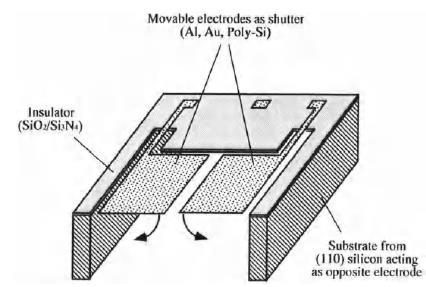 Movable electrodes as shutter
(Al, Au, Poly-Si)
Insulator
(SiO2/Si3N4)
Substrate from
(110) silicon acting
as opposite electrode